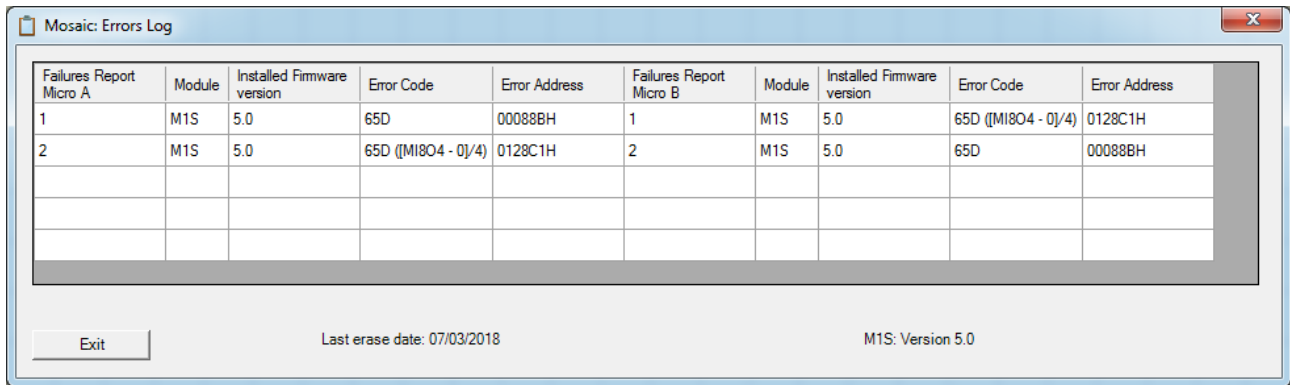 Mosaic: Errors Log
Failures Report Micro A Module Installed Firmware version Error Code Error Address Failures Report Micro B Module Installed Firmware version Error Code Error Address
1 M1S 5.0 65D 00088BH 1 M1S 5.0 65D ([MI8O4 - 0]/4) 0128C1H
2 M1S 5.0 65D ([MI8O4 - 0]/4) 0128C1H 2 M1S 5.0 65D 00088BH
Exit Last erase date: 07/03/2018 M1S: Version 5.0